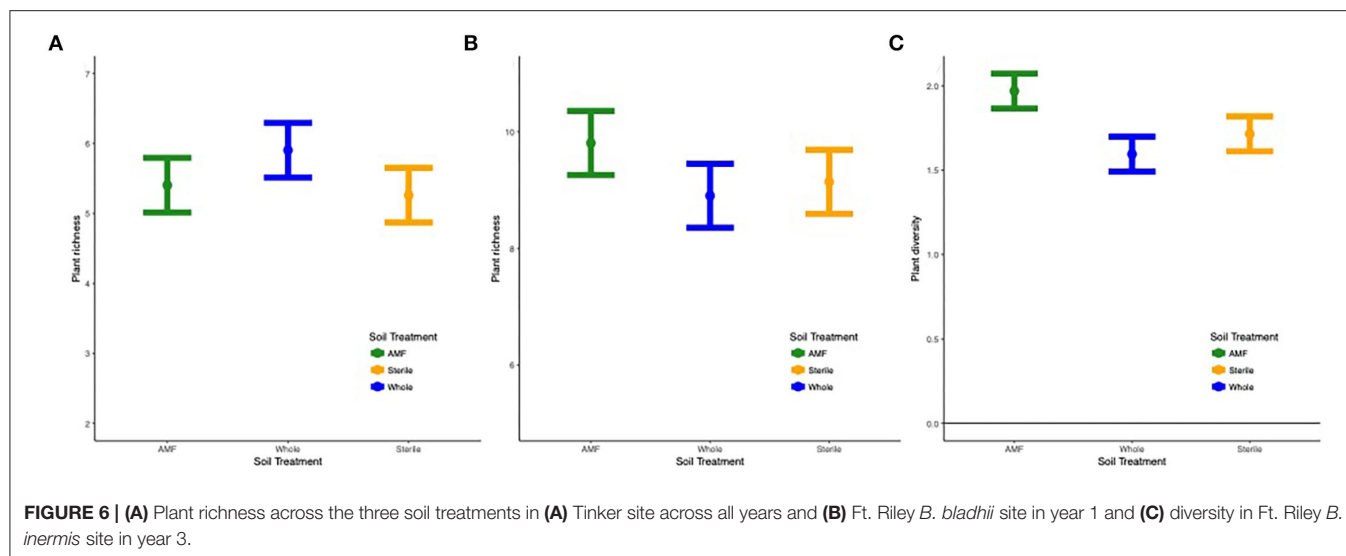 A
7
6
5
4
3
2
Plant richness
Soil Treatment
AMF
Sterile
Whole
AMF Whole Sterile
Soil Treatment
B
10
8
6
Plant richness
Soil Treatment
AMF
Sterile
Whole
AMF Whole Sterile
Soil Treatment
C
2.0
1.5
1.0
0.5
0.0
Plant diversity
Soil Treatment
AMF
Sterile
Whole
AMF Whole Sterile
Soil Treatment
FIGURE 6 | (A) Plant richness across the three soil treatments in (A) Tinker site across all years and (B) Ft. Riley B. bladhii site in year 1 and (C) diversity in Ft. Riley B.
inermis site in year 3.